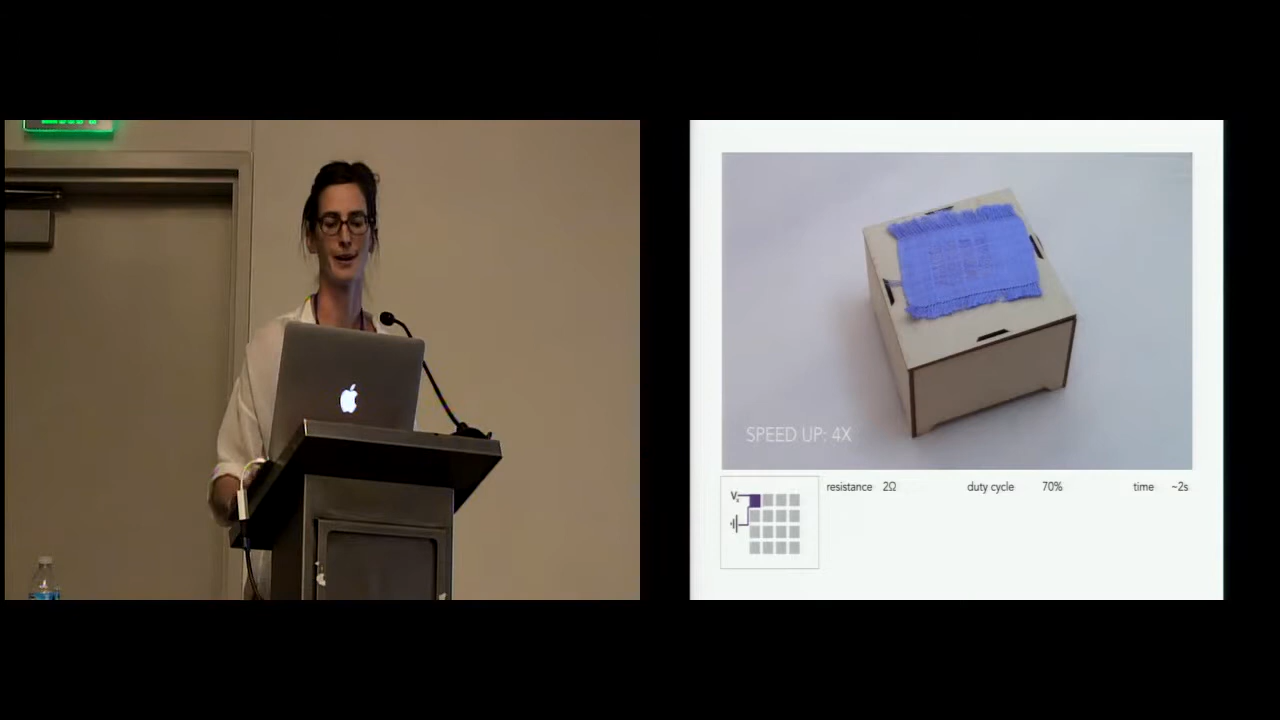 SPEED UP: 4X
resistance 2Ω duty cycle 70% time ~2s